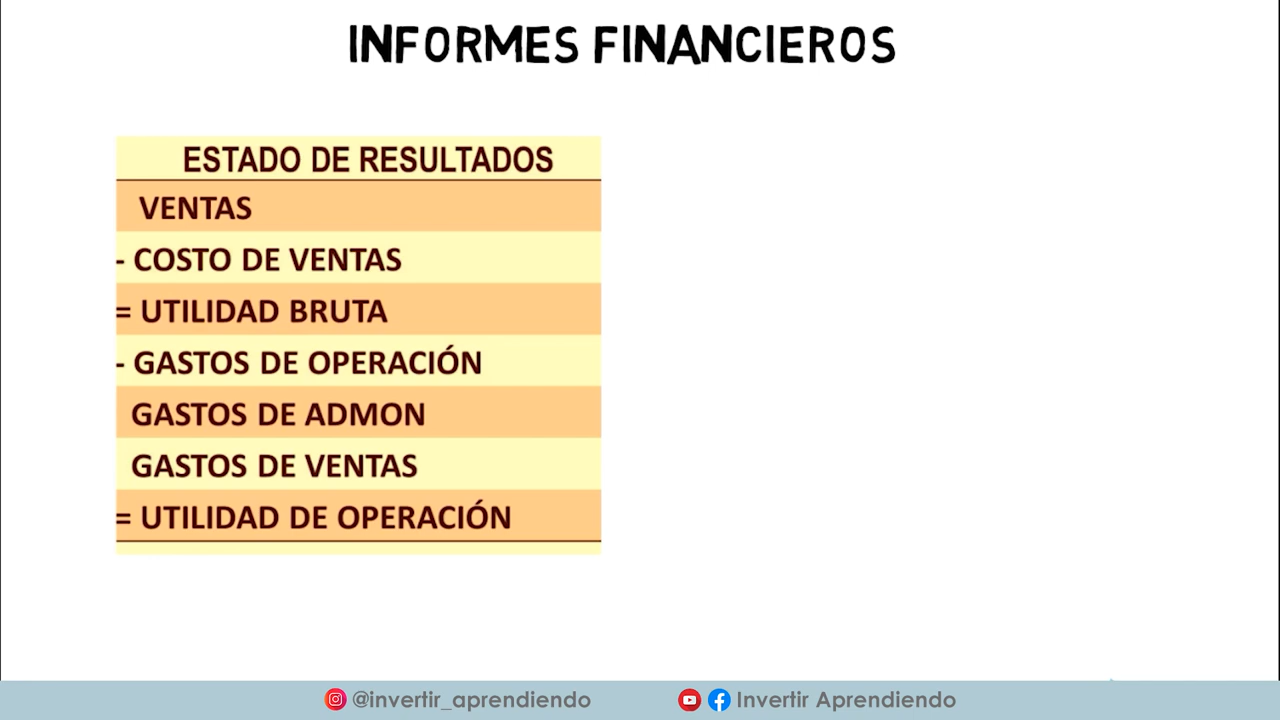 INFORMES FINANCIEROS
ESTADO DE RESULTADOS
VENTAS
- COSTO DE VENTAS
= UTILIDAD BRUTA
- GASTOS DE OPERACIÓN
GASTOS DE ADMON
GASTOS DE VENTAS
= UTILIDAD DE OPERACIÓN
@invertir_aprendiendo Invertir Aprendiendo